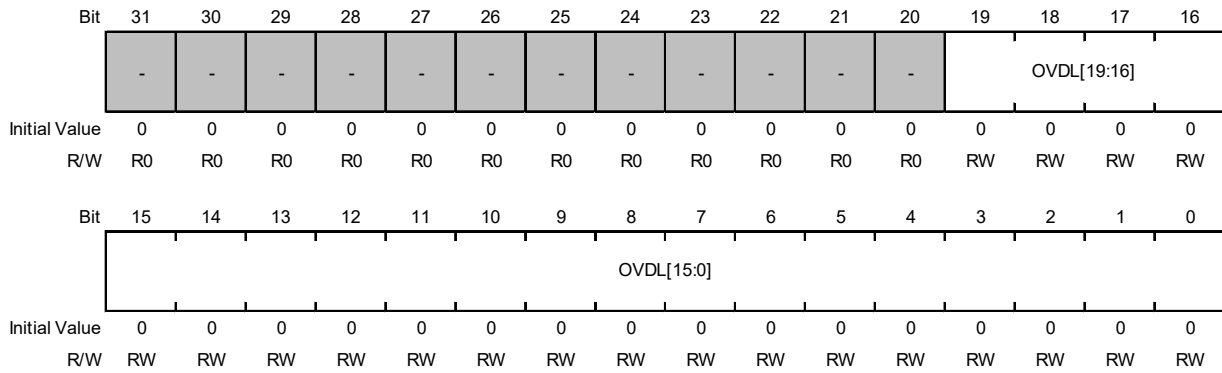 Bit 31 30 29 28 27 26 25 24 23 22 21 20 19 18 17 16
- - - - - - - - - - - - OVDL[19:16]
Initial Value 0 0 0 0 0 0 0 0 0 0 0 0 0 0 0 0
R/W R0 R0 R0 R0 R0 R0 R0 R0 R0 R0 R0 R0 RW RW RW RW
Bit 15 14 13 12 11 10 9 8 7 6 5 4 3 2 1 0
OVDL[15:0]
Initial Value 0 0 0 0 0 0 0 0 0 0 0 0 0 0 0 0
R/W RW RW RW RW RW RW RW RW RW RW RW RW RW RW RW RW